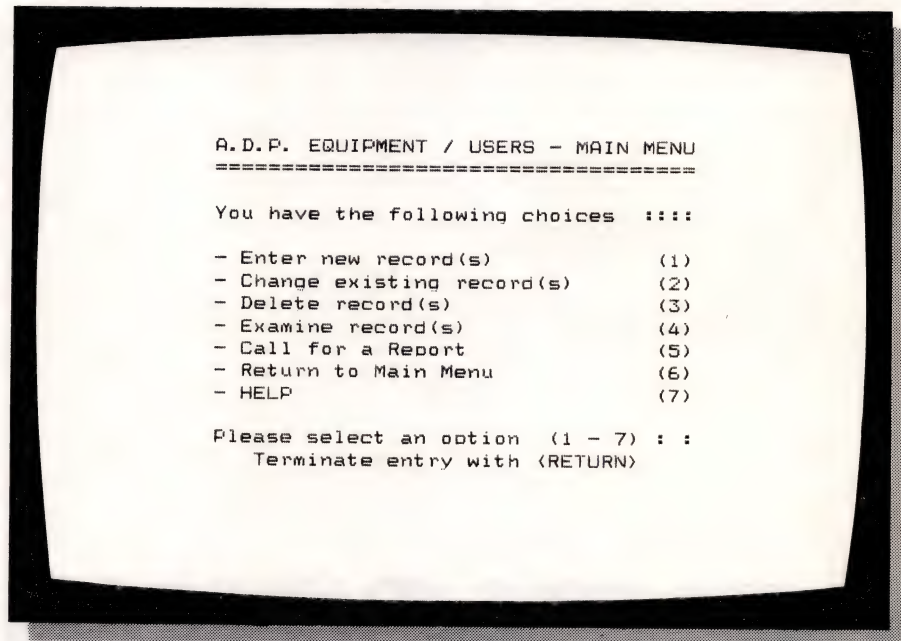 A.D.P. EQUIPMENT / USERS - MAIN MENU
====================================
You have the following choices ::::
- Enter new record(s) (1)
- Change existing record(s) (2)
- Delete record(s) (3)
- Examine record(s) (4)
- Call for a Report (5)
- Return to Main Menu (6)
- HELP (7)
Please select an option (1 - 7) : :
Terminate entry with <RETURN>